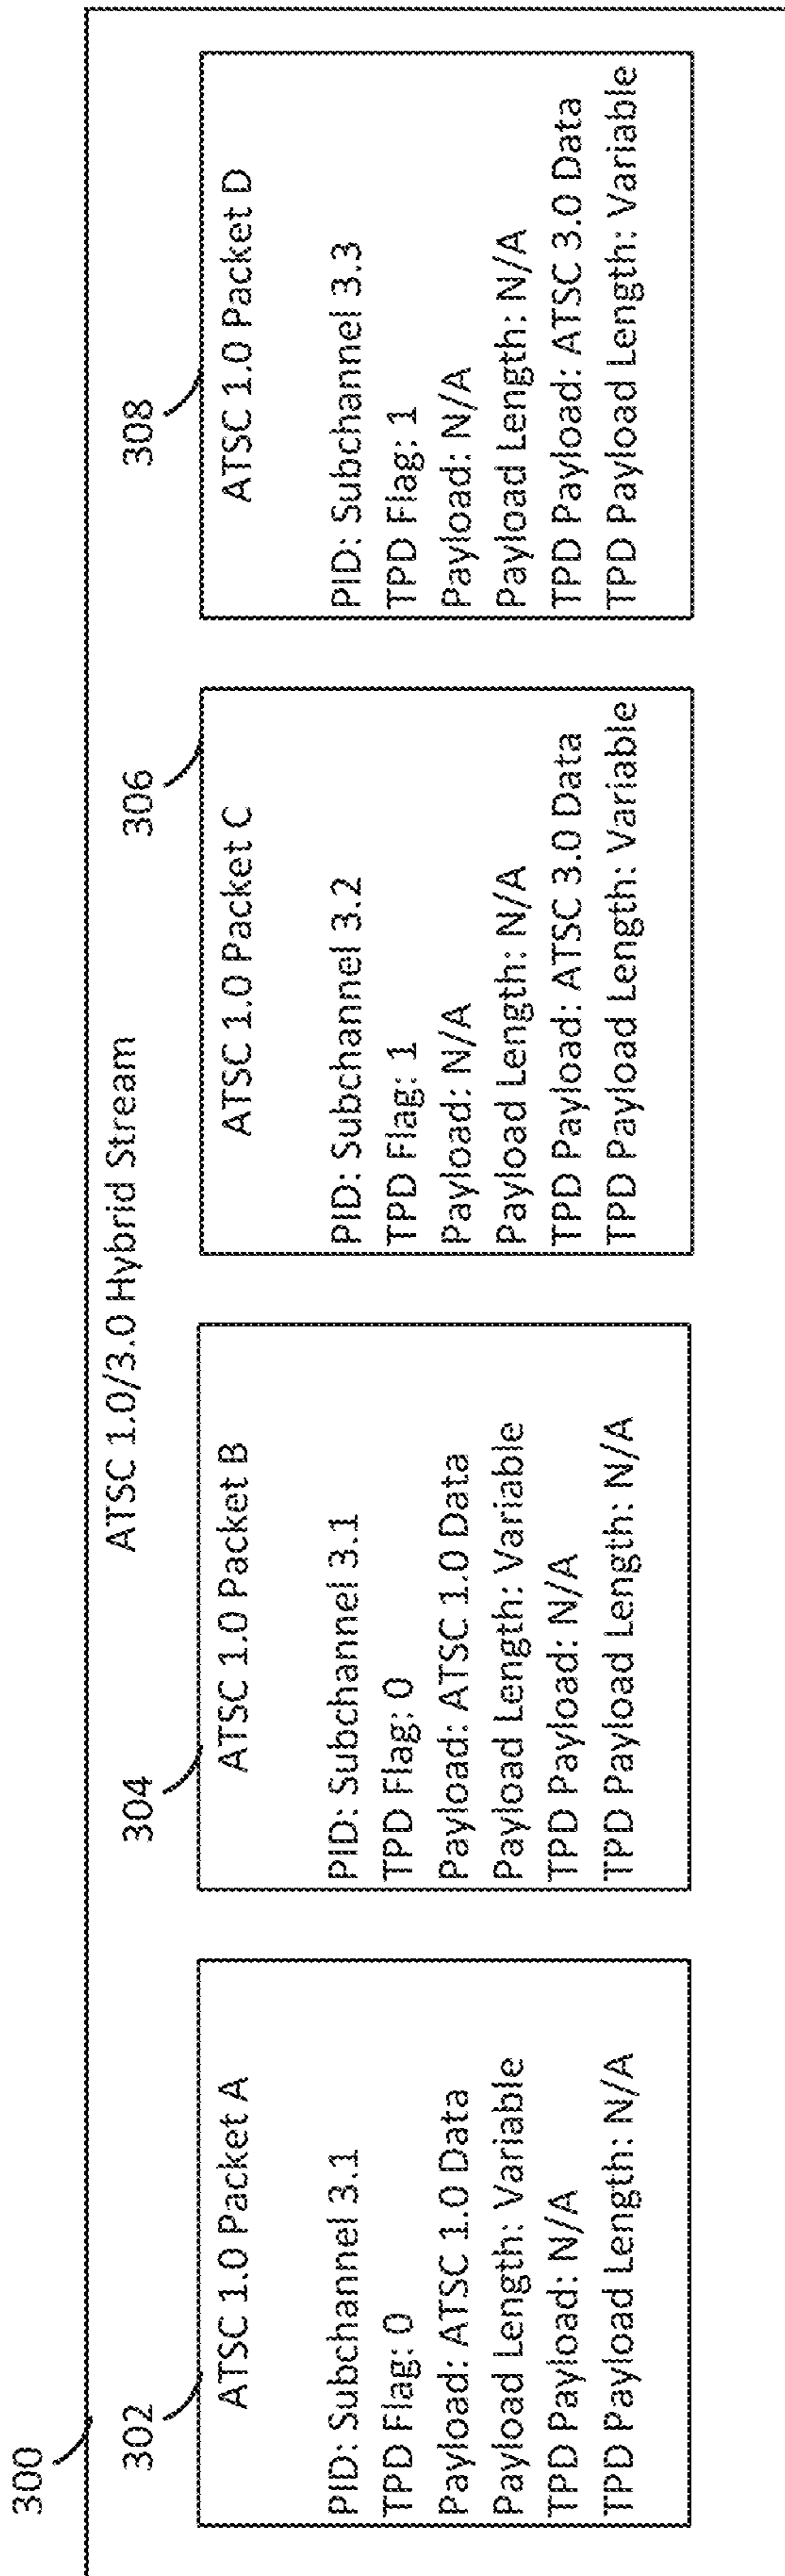 300
ATSC 1.0/3.0 Hybrid Stream
302
ATSC 1.0 Packet A
PID: Subchannel 3.1
TPD Flag: 0
Payload: ATSC 1.0 Data
Payload Length: Variable
TPD Payload: N/A
TPD Payload Length: N/A
304
ATSC 1.0 Packet B
PID: Subchannel 3.1
TPD Flag: 0
Payload: ATSC 1.0 Data
Payload Length: Variable
TPD Payload: N/A
TPD Payload Length: N/A
306
ATSC 1.0 Packet C
PID: Subchannel 3.2
TPD Flag: 1
Payload: N/A
Payload Length: N/A
TPD Payload: ATSC 3.0 Data
TPD Payload Length: Variable
308
ATSC 1.0 Packet D
PID: Subchannel 3.3
TPD Flag: 1
Payload: N/A
Payload Length: N/A
TPD Payload: ATSC 3.0 Data
TPD Payload Length: Variable